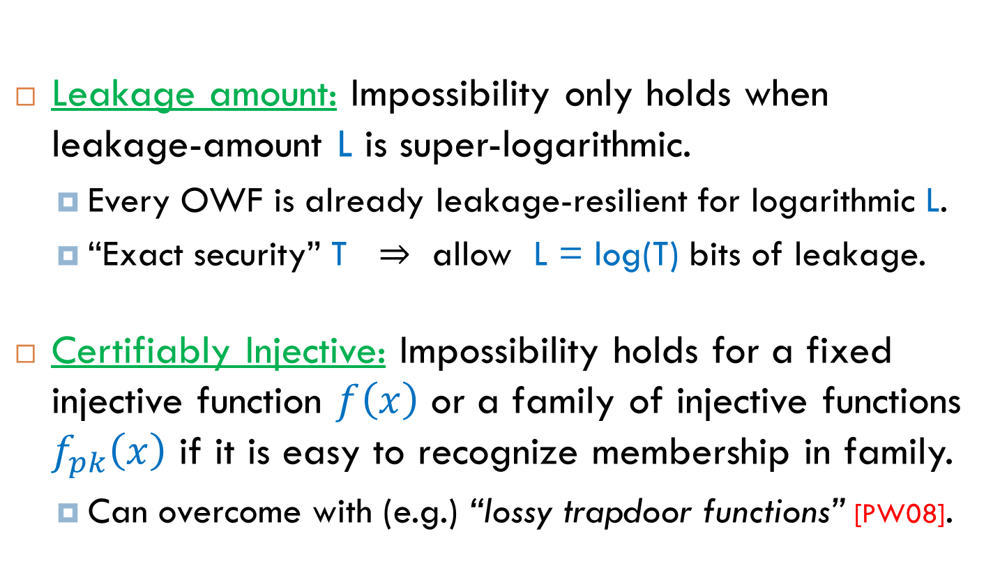 Leakage amount: Impossibility only holds when
leakage-amount L is super-logarithmic.
Every OWF is already leakage-resilient for logarithmic L.
“Exact security” T ⇒ allow L = log(T) bits of leakage.
Certifiably Injective: Impossibility holds for a fixed
injective function 𝑓(𝑥) or a family of injective functions
𝑓𝑝𝑘(𝑥) if it is easy to recognize membership in family.
Can overcome with (e.g.) “lossy trapdoor functions” [PW08].